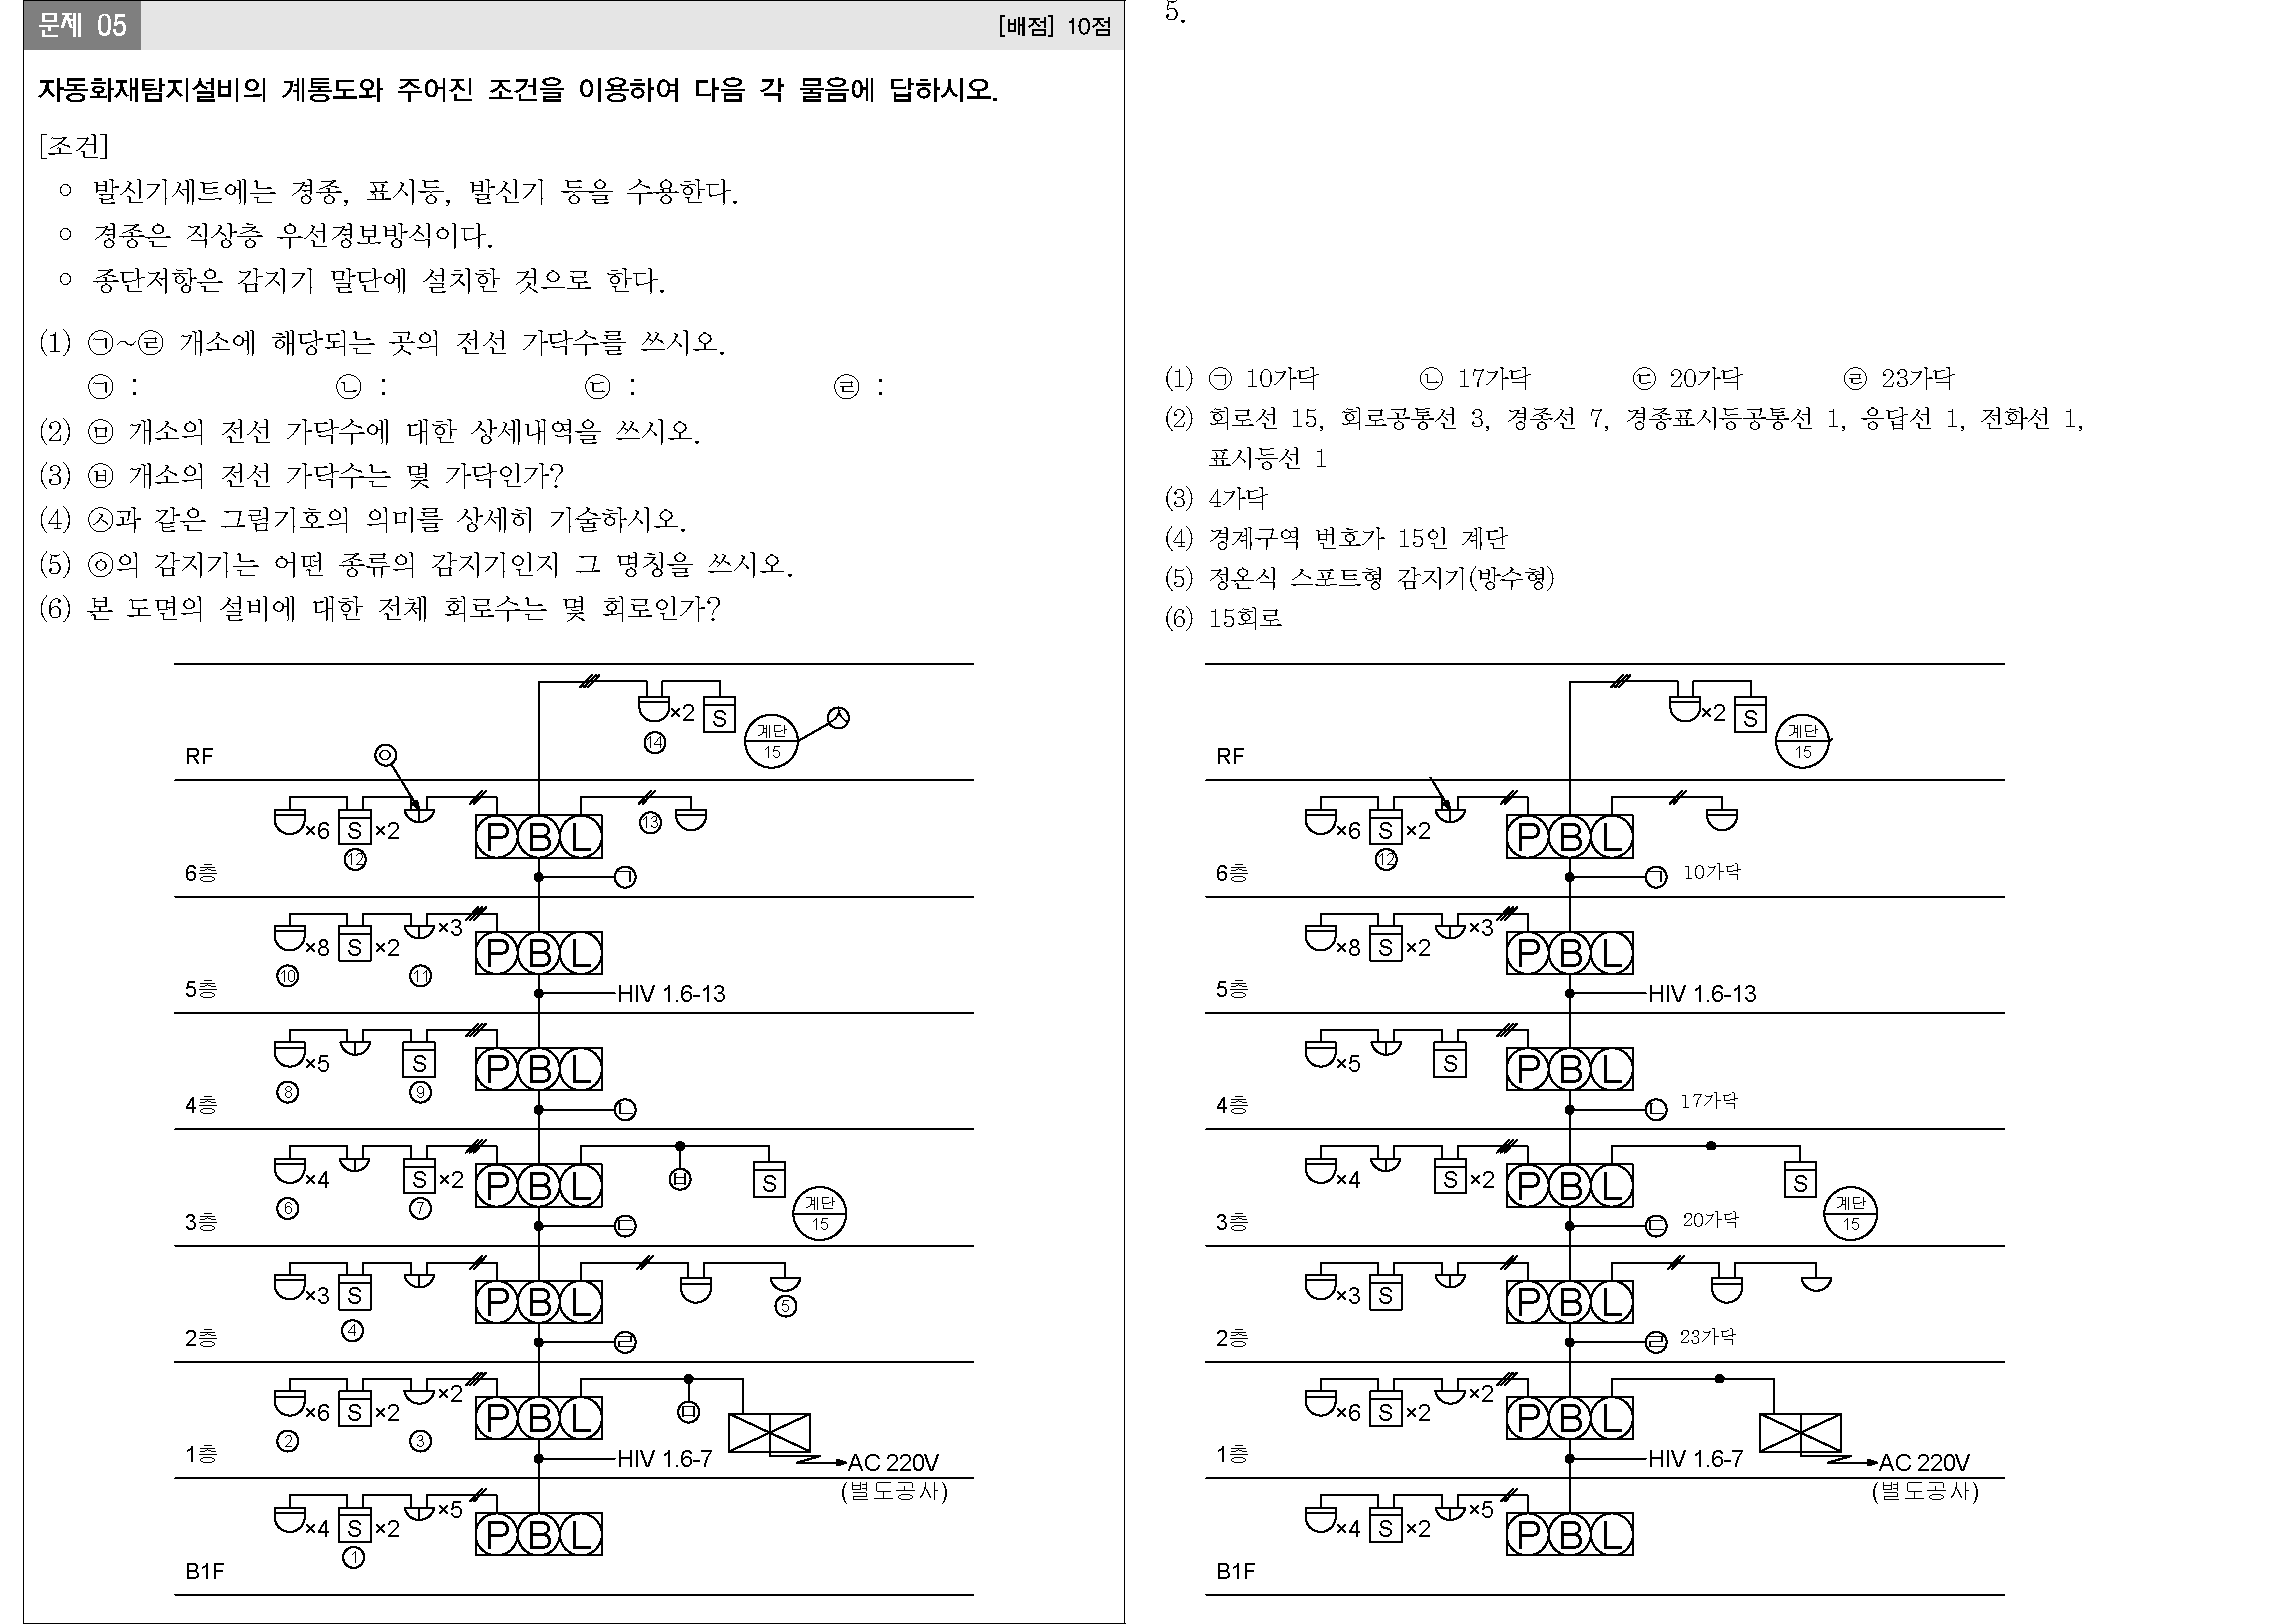 문제 05
[배점] 10점
자동화재탐지설비의 계통도와 주어진 조건을 이용하여 다음 각 물음에 답하시오.
[조건]
○ 발신기세트에는 경종, 표시등, 발신기 등을 수용한다.
○ 경종은 직상층 우선경보방식이다.
○ 종단저항은 감지기 말단에 설치한 것으로 한다.
(1) ㉠~㉣ 개소에 해당되는 곳의 전선 가닥수를 쓰시오.
㉠ : ㉡ : ㉢ : ㉣ :
(2) ㉤ 개소의 전선 가닥수에 대한 상세내역을 쓰시오.
(3) ㉥ 개소의 전선 가닥수는 몇 가닥인가?
(4) ㉦과 같은 그림기호의 의미를 상세히 기술하시오.
(5) ㉧의 감지기는 어떤 종류의 감지기인지 그 명칭을 쓰시오.
(6) 본 도면의 설비에 대한 전체 회로수는 몇 회로인가?
×2 S 계단 ㉦
⑭ 15
RF ㉧
×6 S ×2 P B L ⑬
⑫
6층 ㉠
×8 S ×2 ×3 P B L
⑩ ⑪
5층 HIV 1.6-13
×5 S P B L
⑧ ⑨
4층 ㉡
×4 S ×2 P B L ㉥ S
⑥ ⑦ 계단
3층 ㉢ 15
×3 S P B L
④ ⑤
2층 ㉣
×6 S ×2 ×2 P B L ㉤
② ③
1층 HIV 1.6-7 AC 220V
(별도공사)
×4 S ×2 ×5 P B L
①
B1F
5.
(1) ㉠ 10가닥 ㉡ 17가닥 ㉢ 20가닥 ㉣ 23가닥
(2) 회로선 15, 회로공통선 3, 경종선 7, 경종표시등공통선 1, 응답선 1, 전화선 1,
표시등선 1
(3) 4가닥
(4) 경계구역 번호가 15인 계단
(5) 정온식 스포트형 감지기(방수형)
(6) 15회로
×2 S 계단
15
RF
×6 S ×2 P B L
⑫
6층 ㉠ 10가닥
×8 S ×2 ×3 P B L
5층 HIV 1.6-13
×5 S P B L
4층 ㉡ 17가닥
×4 S ×2 P B L S
계단
3층 ㉢ 20가닥 15
×3 S P B L
2층 ㉣ 23가닥
×6 S ×2 ×2 P B L
1층 HIV 1.6-7 AC 220V
(별도공사)
×4 S ×2 ×5 P B L
B1F